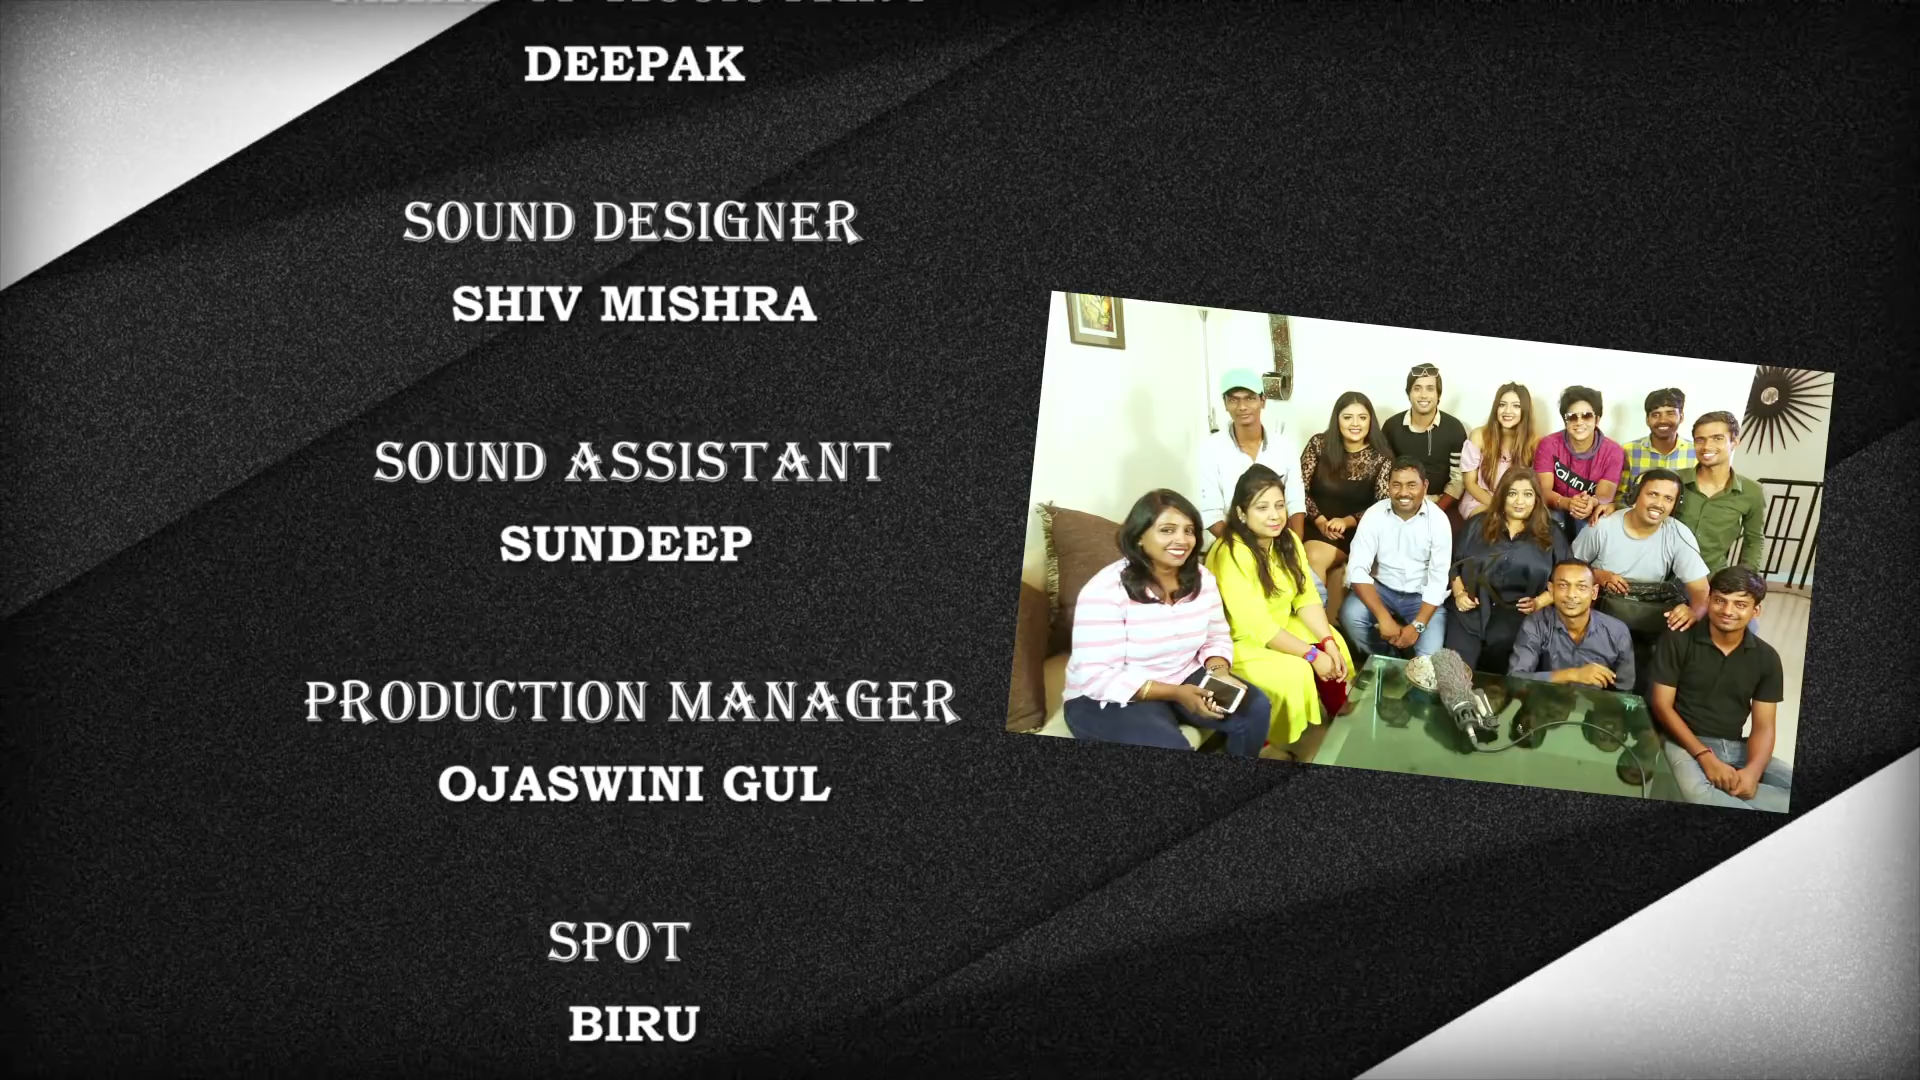 DEEPAK
SOUND DESIGNER
SHIV MISHRA
SOUND ASSISTANT
SUNDEEP
PRODUCTION MANAGER
OJASWINI GUL
SPOT
BIRU